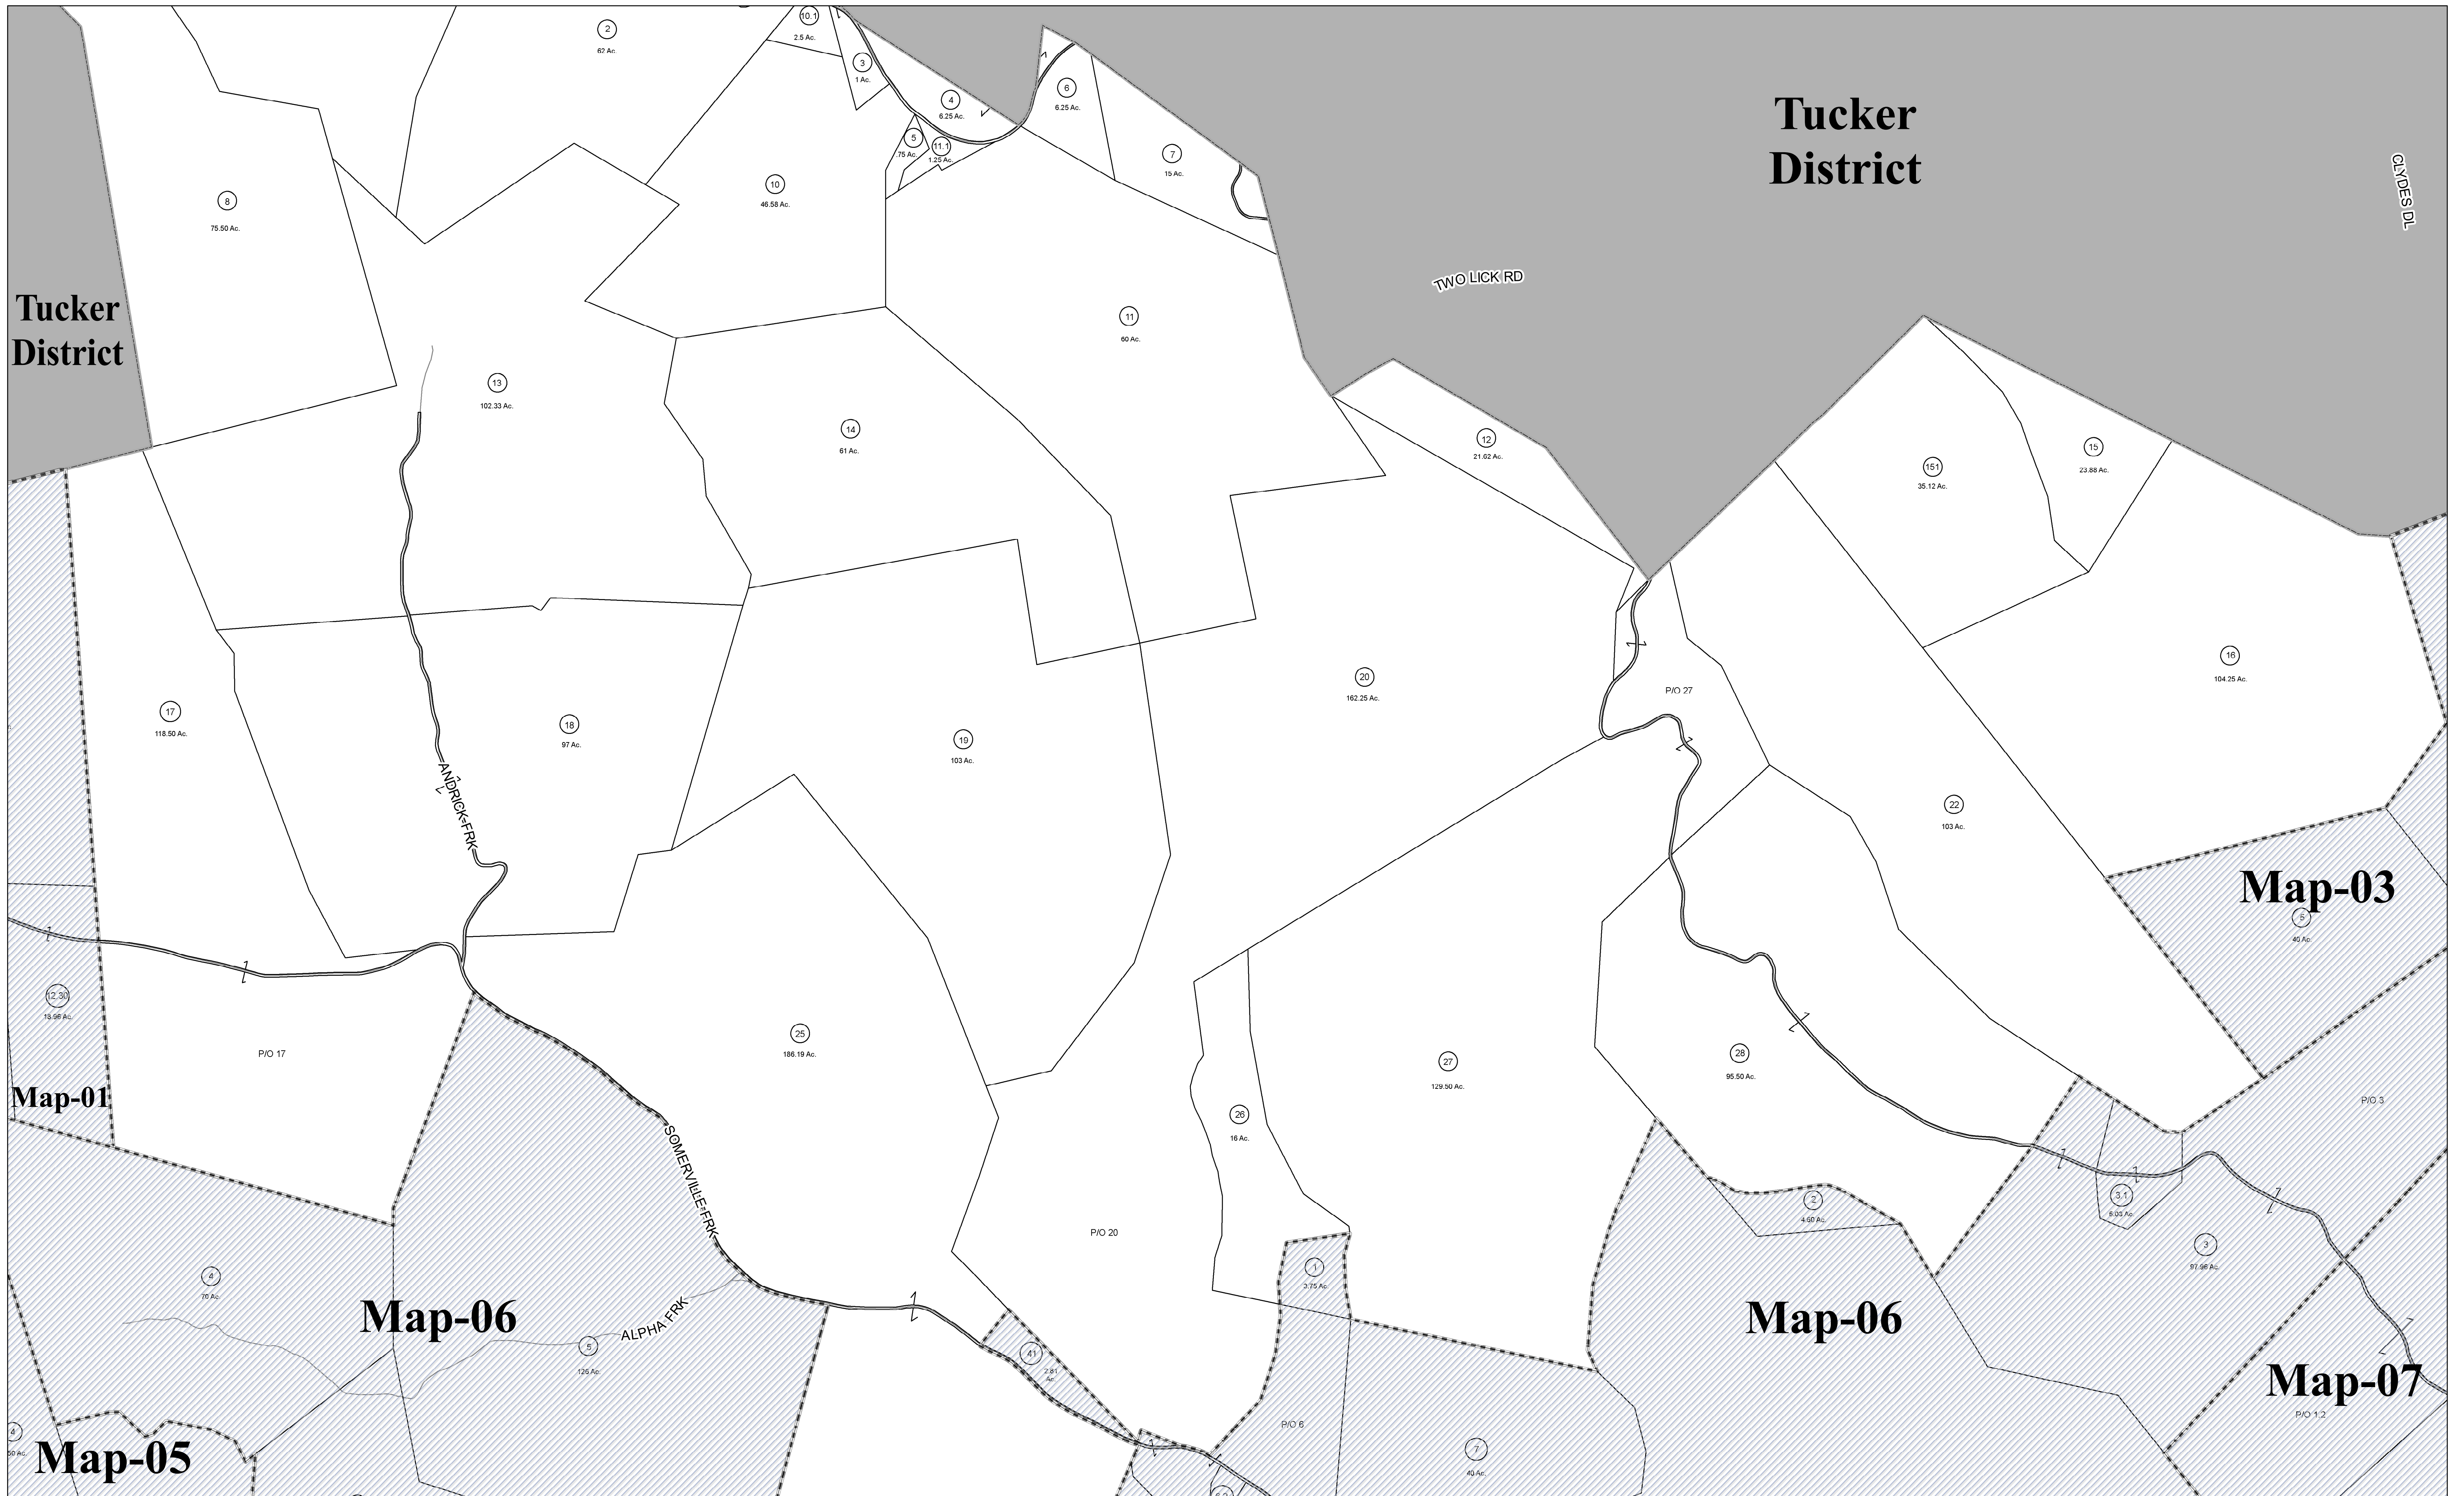 10.1
2.5 Ac.
2
62 Ac.
3
1 Ac.
4
6.25 Ac.
6
6.25 Ac.
5
.75 Ac.
11.1
1.25 Ac.
7
15 Ac.
Tucker
District
CLYDES DL
8
75.50 Ac.
10
46.58 Ac.
TWO LICK RD
Tucker
District
11
60 Ac.
13
102.33 Ac.
14
61 Ac.
12
21.62 Ac.
151
35.12 Ac.
15
23.88 Ac.
16
104.25 Ac.
P/O 27
20
162.25 Ac.
17
118.50 Ac.
18
97 Ac.
19
103 Ac.
ANDRICK FRK
22
103 Ac.
Map-03
5
40 Ac.
12.30
13.96 Ac.
P/O 17
25
186.19 Ac.
27
129.50 Ac.
28
95.50 Ac.
Map-01
26
16 Ac.
P/O 3
SOMERVILLE FRK
2
4.50 Ac.
3.1
6.03 Ac.
P/O 20
3
97.96 Ac.
1
3.75 Ac.
4
70 Ac.
Map-06
ALPHA FRK
5
126 Ac.
Map-06
41
2.81
Ac.
Map-07
P/O 1.2
P/O 6
4
50 Ac.
Map-05
7
40 Ac.